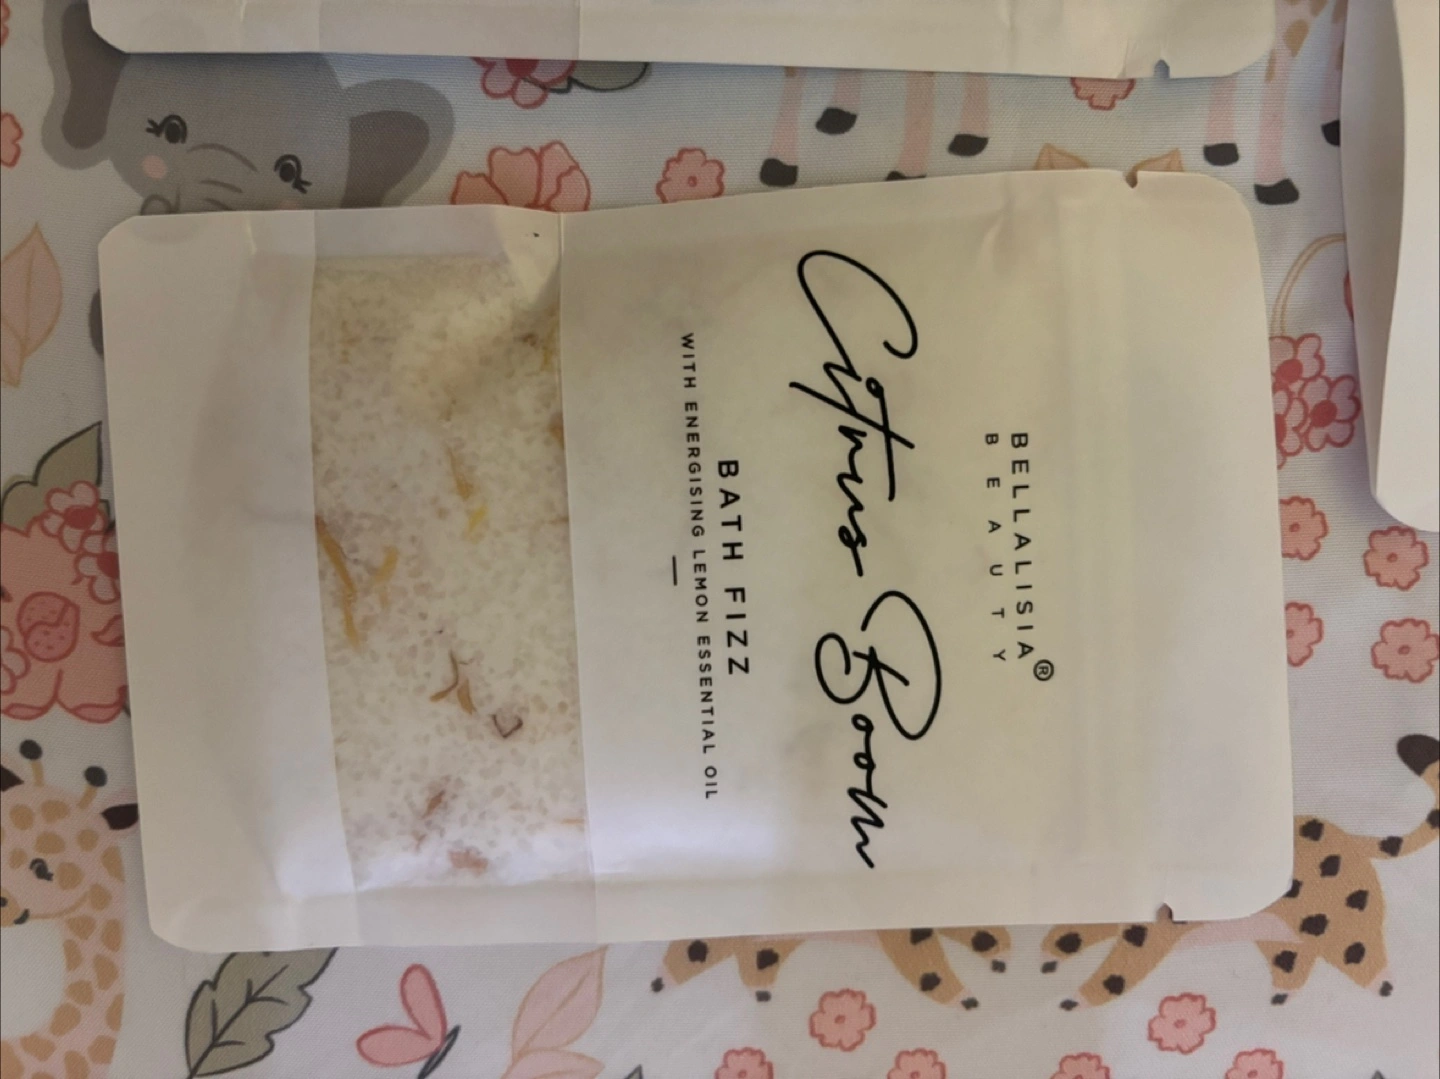 BELLALISIA®
BEAUTY
Citrus Boom
BATH FIZZ
WITH ENERGISING LEMON ESSENTIAL OIL